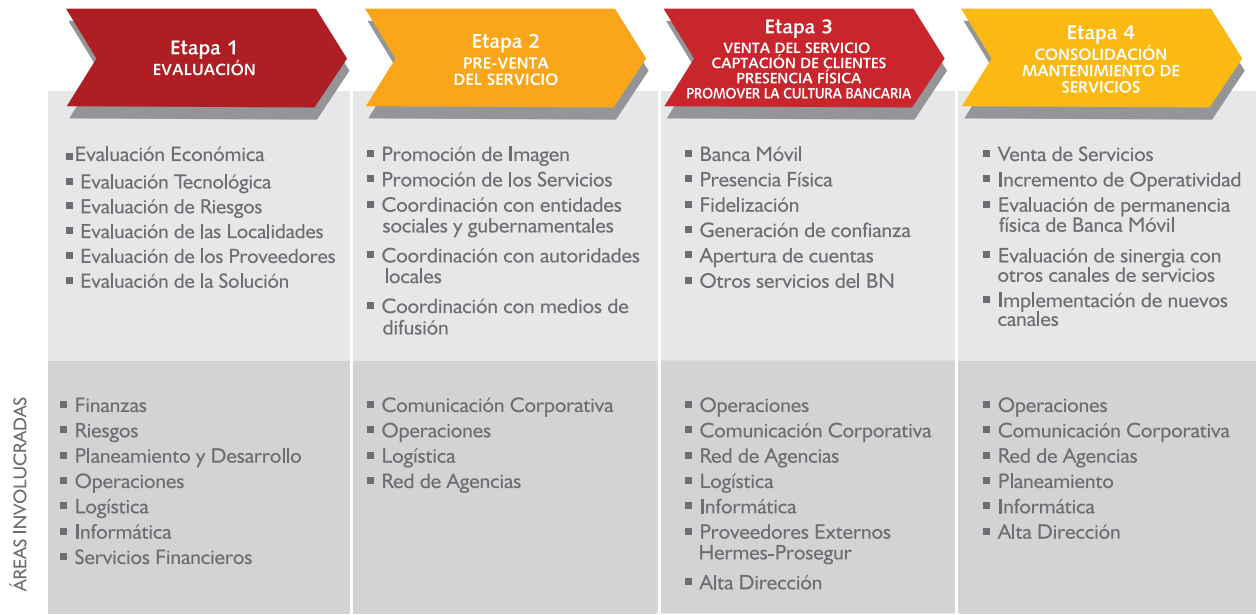 Etapa 1
EVALUACIÓN
Etapa 2
PRE-VENTA
DEL SERVICIO
Etapa 3
VENTA DEL SERVICIO
CAPTACIÓN DE CLIENTES
PRESENCIA FÍSICA
PROMOVER LA CULTURA BANCARIA
Etapa 4
CONSOLIDACIÓN
MANTENIMIENTO DE
SERVICIOS
▪ Evaluación Económica
▪ Evaluación Tecnológica
▪ Evaluación de Riesgos
▪ Evaluación de las Localidades
▪ Evaluación de los Proveedores
▪ Evaluación de la Solución
▪ Promoción de Imagen
▪ Promoción de los Servicios
▪ Coordinación con entidades
sociales y gubernamentales
▪ Coordinación con autoridades
locales
▪ Coordinación con medios de
difusión
▪ Banca Móvil
▪ Presencia Física
▪ Fidelización
▪ Generación de confianza
▪ Apertura de cuentas
▪ Otros servicios del BN
▪ Venta de Servicios
▪ Incremento de Operatividad
▪ Evaluación de permanencia
física de Banca Móvil
▪ Evaluación de sinergia con
otros canales de servicios
▪ Implementación de nuevos
canales
ÁREAS INVOLUCRADAS
▪ Finanzas
▪ Riesgos
▪ Planeamiento y Desarrollo
▪ Operaciones
▪ Logística
▪ Informática
▪ Servicios Financieros
▪ Comunicación Corporativa
▪ Operaciones
▪ Logística
▪ Red de Agencias
▪ Operaciones
▪ Comunicación Corporativa
▪ Red de Agencias
▪ Logística
▪ Informática
▪ Proveedores Externos
Hermes-Prosegur
▪ Alta Dirección
▪ Operaciones
▪ Comunicación Corporativa
▪ Red de Agencias
▪ Planeamiento
▪ Informática
▪ Alta Dirección